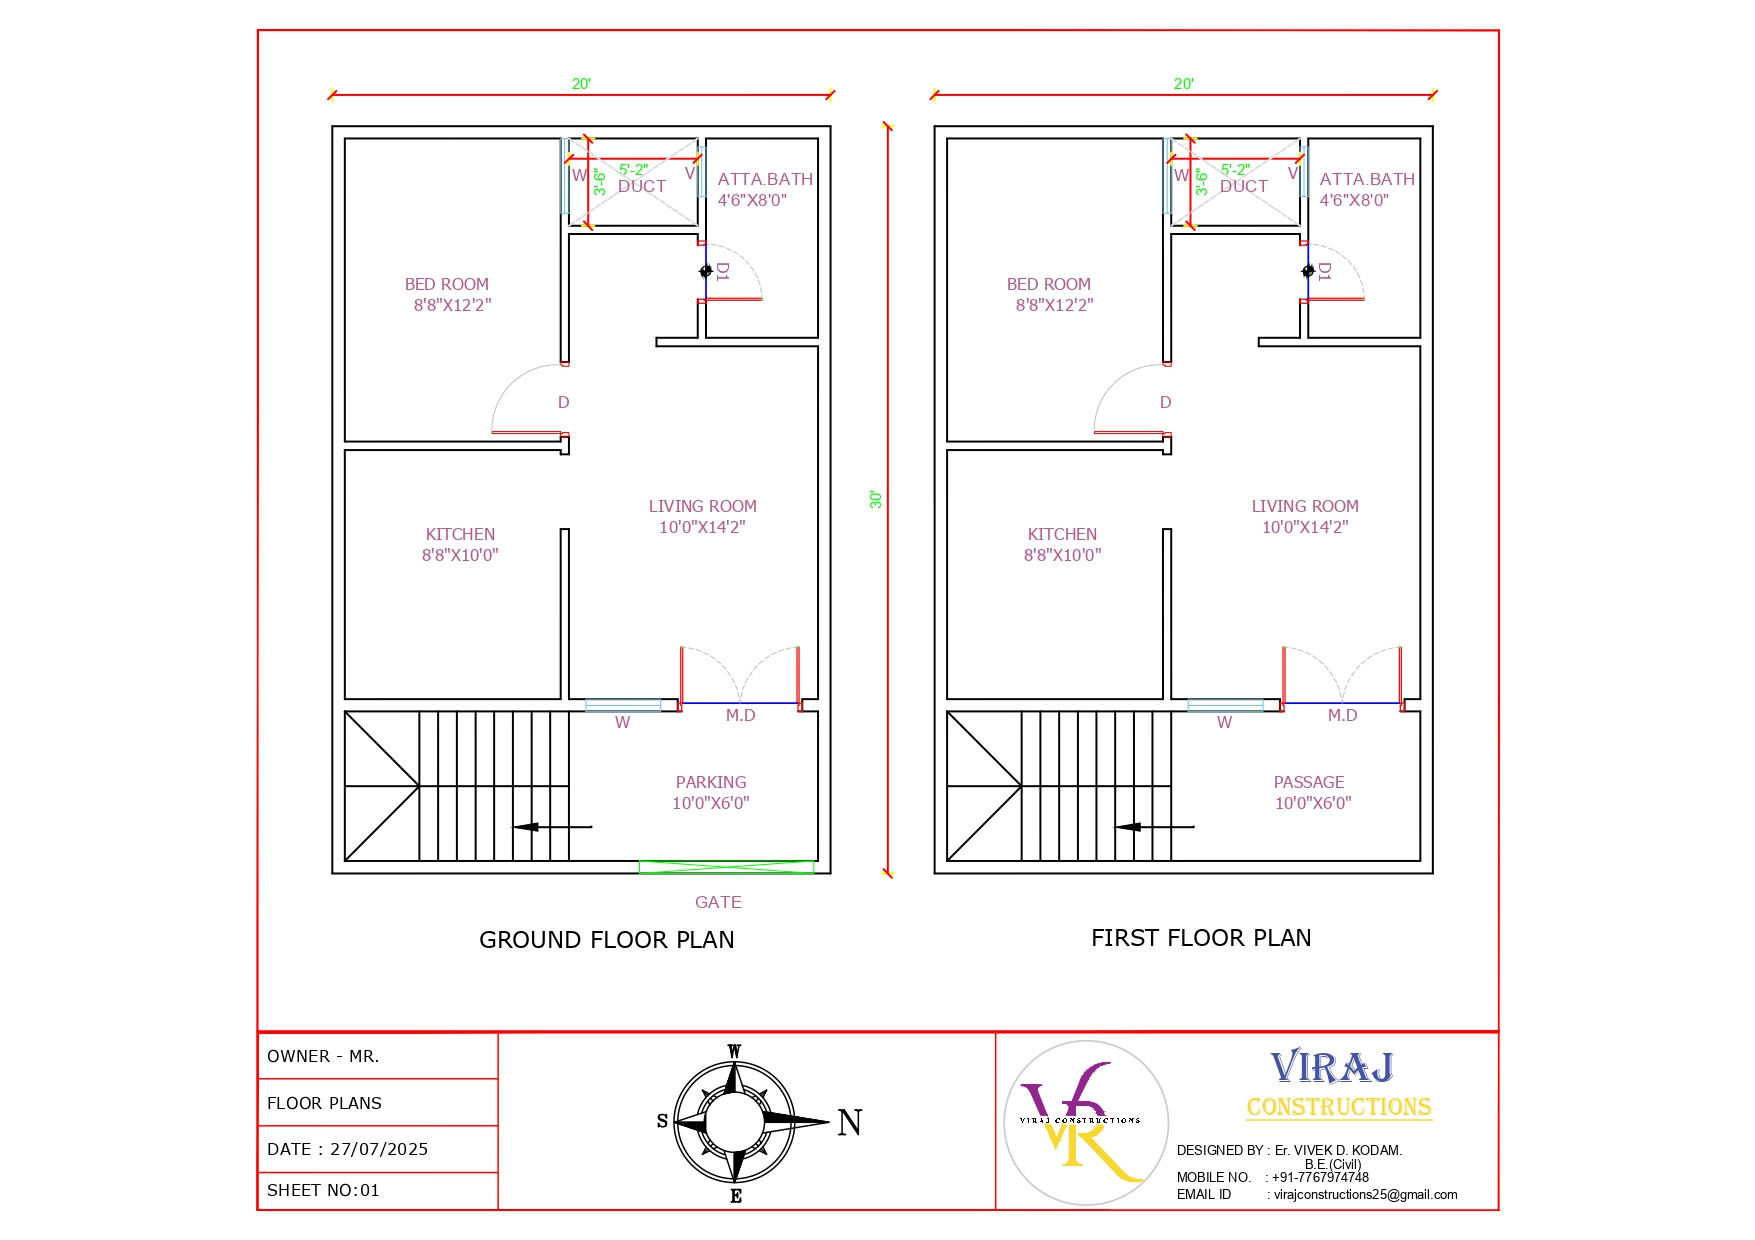 20'
W
3'-6"
5'-2"
DUCT
V
ATTA.BATH
4'6"X8'0"
D1
BED ROOM
8'8"X12'2"
D
KITCHEN
8'8"X10'0"
LIVING ROOM
10'0"X14'2"
W
M.D
PARKING
10'0"X6'0"
GATE
GROUND FLOOR PLAN
30'
20'
W
3'-6"
5'-2"
DUCT
V
ATTA.BATH
4'6"X8'0"
D1
BED ROOM
8'8"X12'2"
D
KITCHEN
8'8"X10'0"
LIVING ROOM
10'0"X14'2"
W
M.D
PASSAGE
10'0"X6'0"
FIRST FLOOR PLAN
OWNER - MR.
FLOOR PLANS
DATE : 27/07/2025
SHEET NO:01
W
S
N
E
VR
VIRAJ CONSTRUCTIONS
VIRAJ
CONSTRUCTIONS
DESIGNED BY : Er. VIVEK D. KODAM.
B.E.(Civil)
MOBILE NO. : +91-7767974748
EMAIL ID : virajconstructions25@gmail.com